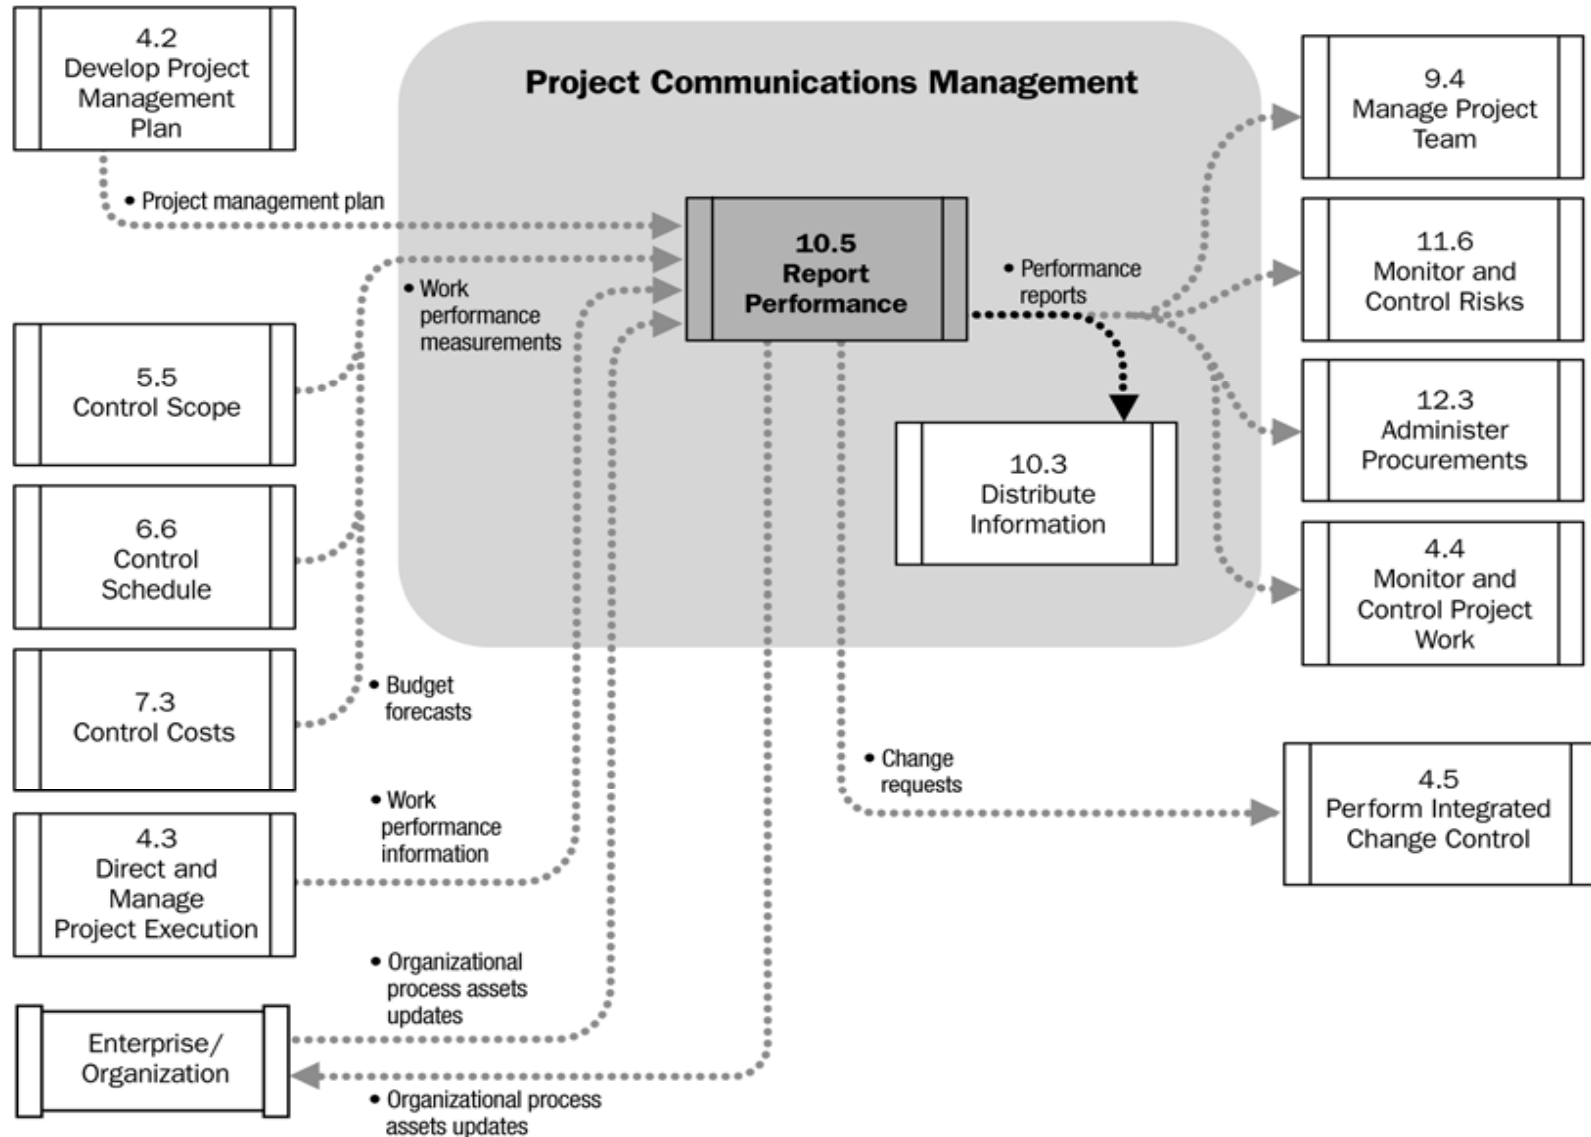 4.2
Develop Project
Management
Plan
Project Communications Management
9.4
Manage Project
Team
• Project management plan
10.5
Report
Performance
• Performance
reports
11.6
Monitor and
Control Risks
• Work
performance
measurements
5.5
Control Scope
12.3
Administer
Procurements
10.3
Distribute
Information
6.6
Control
Schedule
4.4
Monitor and
Control Project
Work
7.3
Control Costs
• Budget
forecasts
• Change
requests
4.5
Perform Integrated
Change Control
• Work
performance
information
4.3
Direct and
Manage
Project Execution
• Organizational
process assets
updates
Enterprise/
Organization
• Organizational process
assets updates